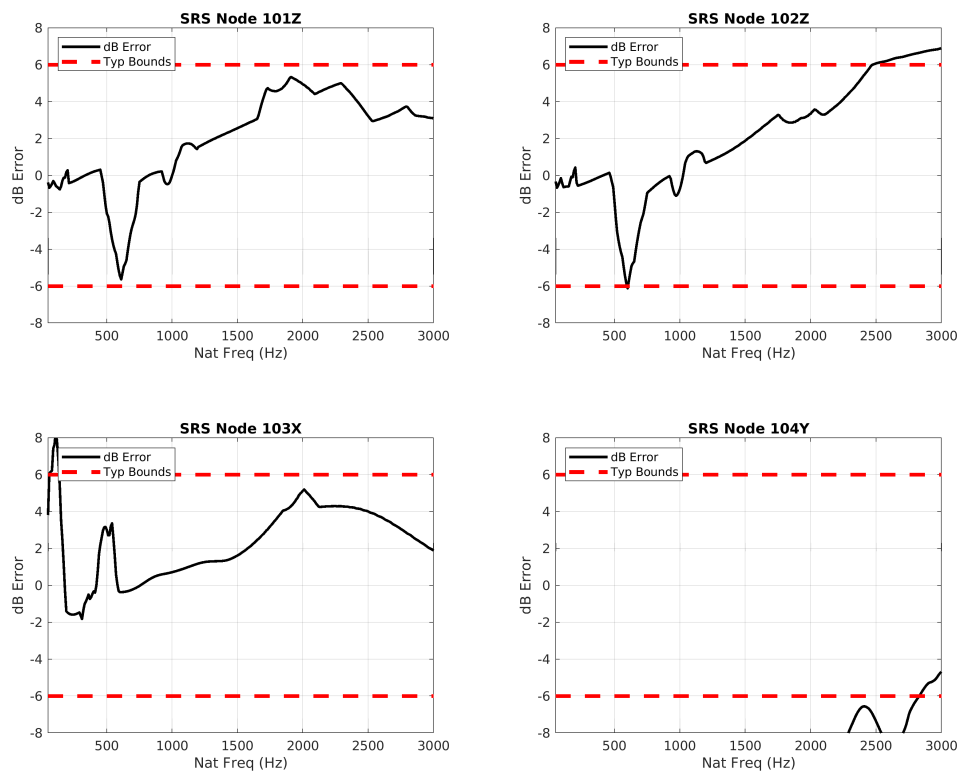 SRS Node 101Z
8
6
4
2
0
-2
-4
-6
-8
dB Error
dB Error
Typ Bounds
500 1000 1500 2000 2500 3000
Nat Freq (Hz)
SRS Node 102Z
8
6
4
2
0
-2
-4
-6
-8
dB Error
dB Error
Typ Bounds
500 1000 1500 2000 2500 3000
Nat Freq (Hz)
SRS Node 103X
8
6
4
2
0
-2
-4
-6
-8
dB Error
dB Error
Typ Bounds
500 1000 1500 2000 2500 3000
Nat Freq (Hz)
SRS Node 104Y
8
6
4
2
0
-2
-4
-6
-8
dB Error
dB Error
Typ Bounds
500 1000 1500 2000 2500 3000
Nat Freq (Hz)